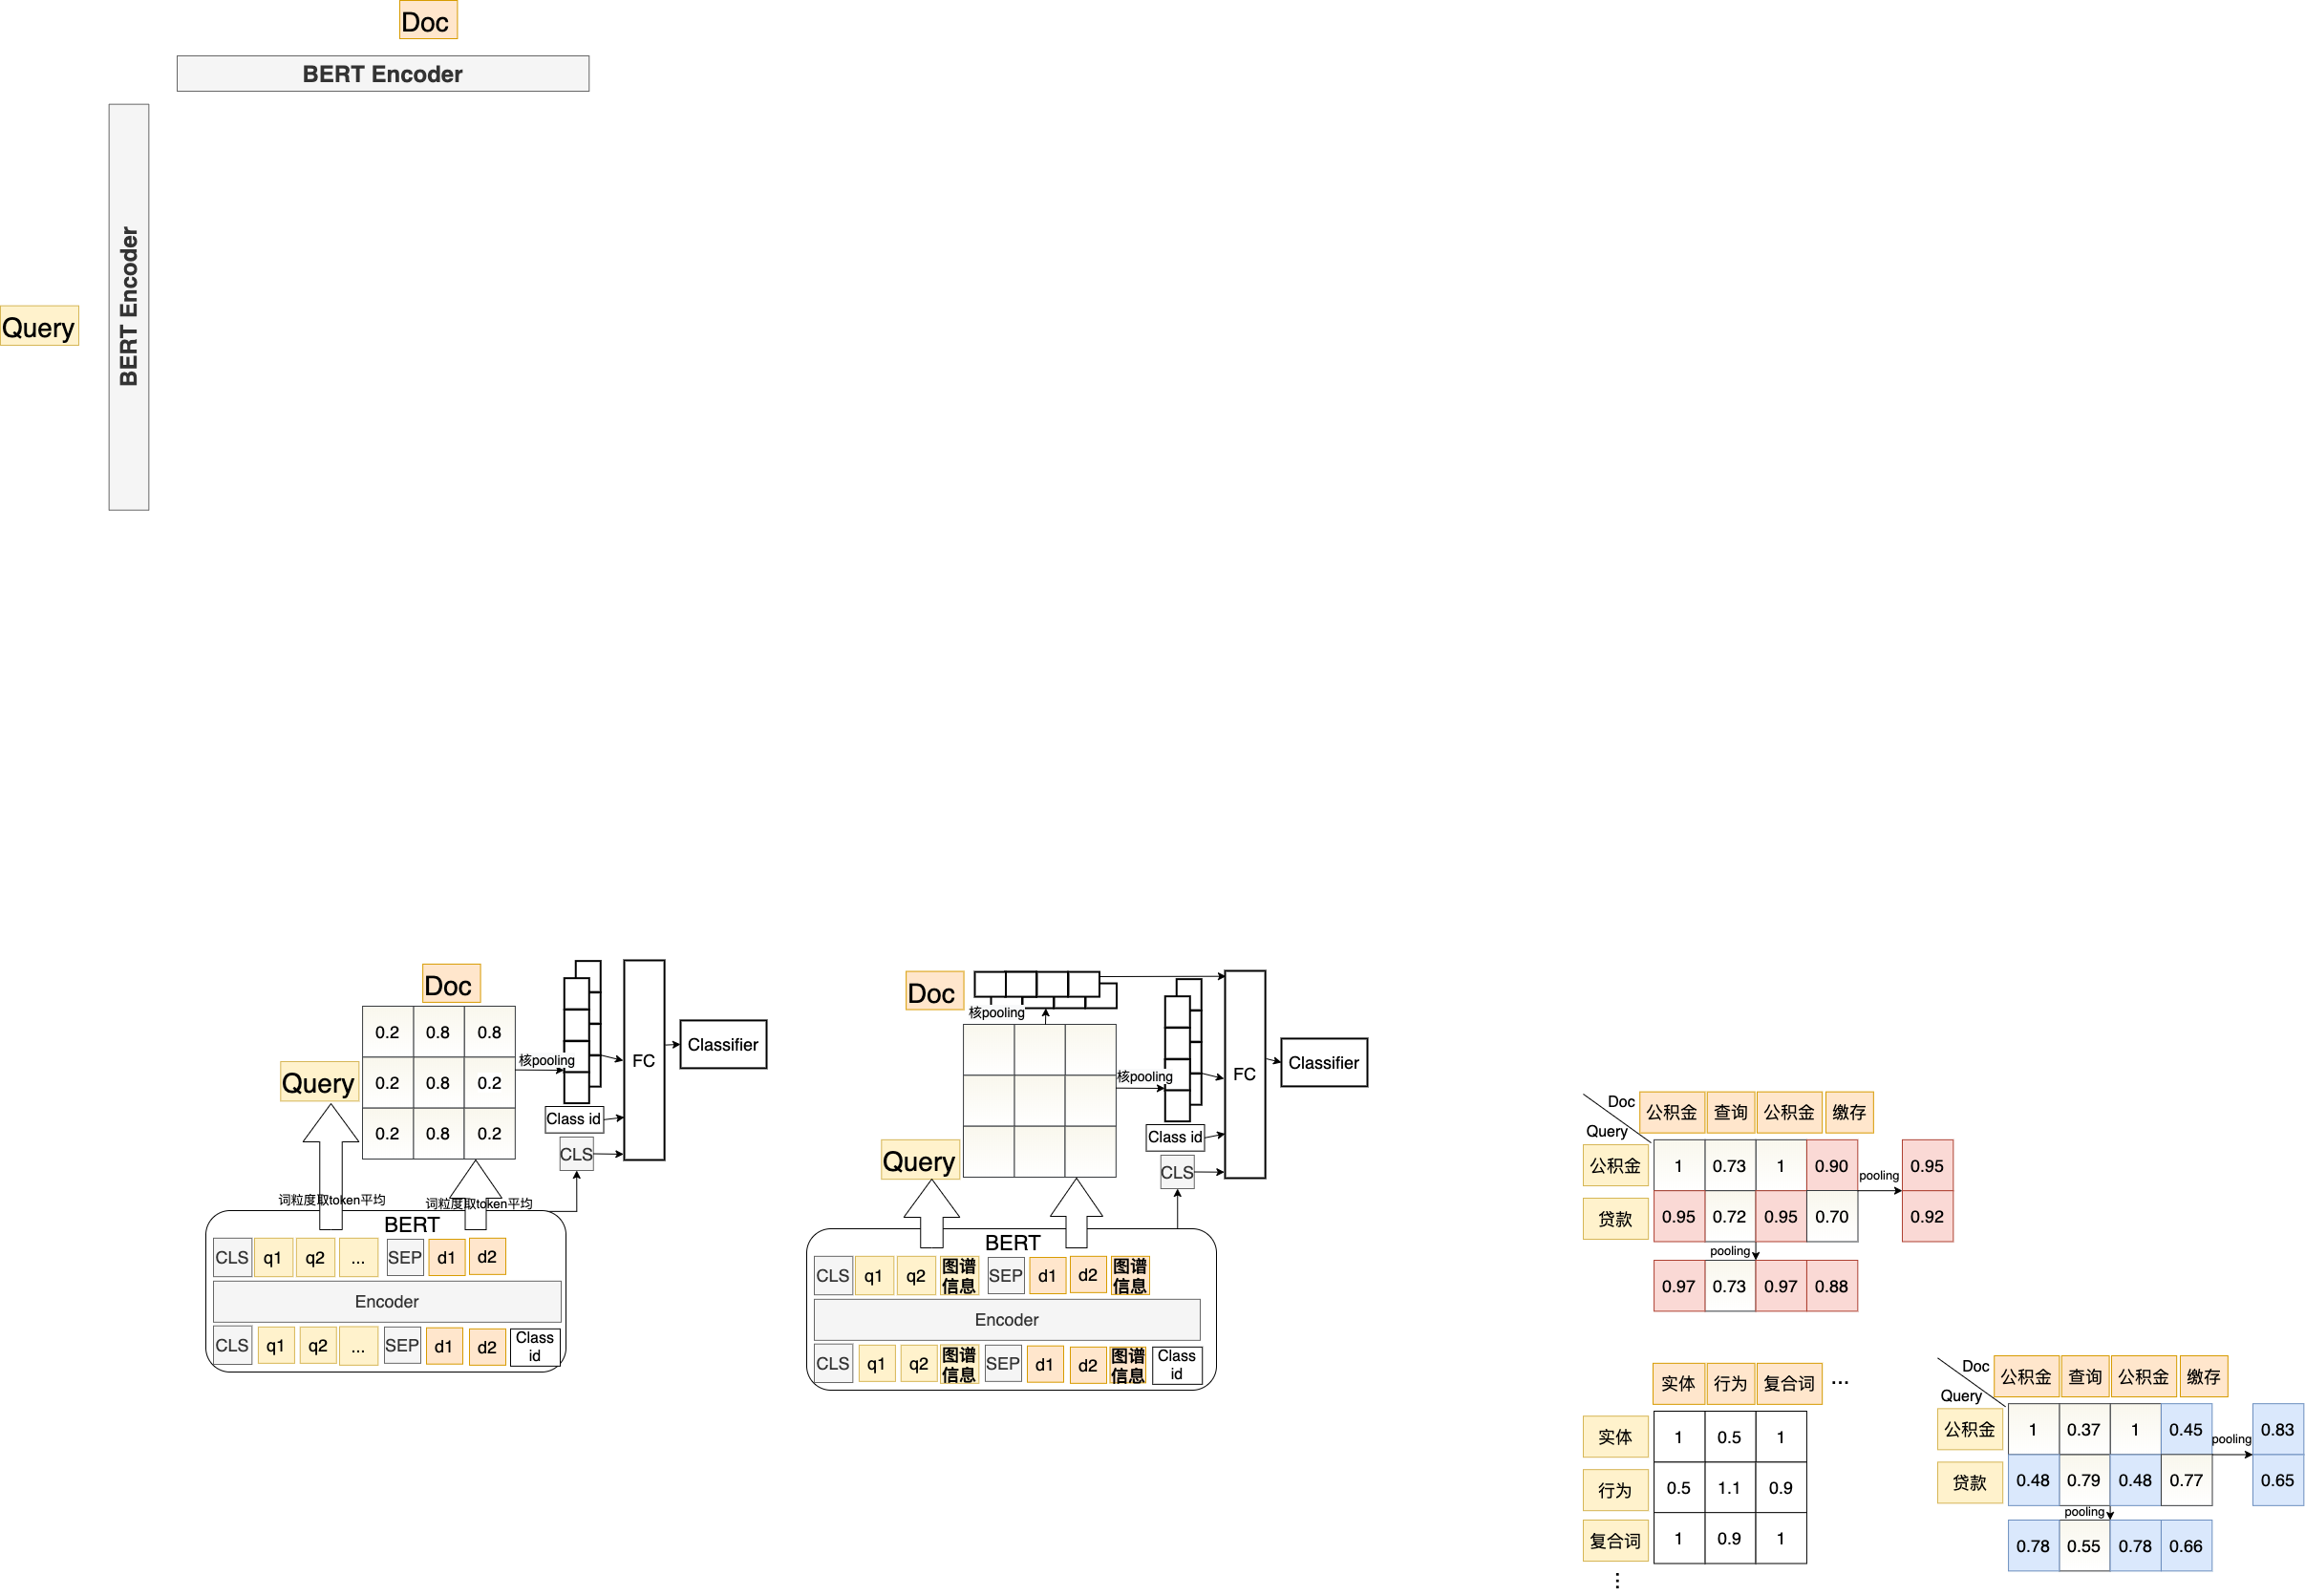 Doc
BERT Encoder
BERT Encoder
Query
Doc
Query
0.2 0.8 0.8
0.2 0.8 0.2
0.2 0.8 0.2
核pooling
Class id
CLS
FC
Classifier
词粒度取token平均
词粒度取token平均
BERT
CLS q1 q2 ... SEP d1 d2
Encoder
CLS q1 q2 ... SEP d1 d2 Class id
Doc
核pooling
核pooling
Query
Class id
CLS
FC
Classifier
BERT
CLS q1 q2 图谱信息 SEP d1 d2 图谱信息
Encoder
CLS q1 q2 图谱信息 SEP d1 d2 图谱信息 Class id
Doc
Query
公积金 查询 公积金 缴存
公积金 1 0.73 1 0.90 pooling 0.95
贷款 0.95 0.72 0.95 0.70 0.92
pooling
0.97 0.73 0.97 0.88
实体 行为 复合词 ...
实体 1 0.5 1
行为 0.5 1.1 0.9
复合词 1 0.9 1
...
Doc
Query
公积金 查询 公积金 缴存
公积金 1 0.37 1 0.45 pooling 0.83
贷款 0.48 0.79 0.48 0.77 0.65
pooling
0.78 0.55 0.78 0.66